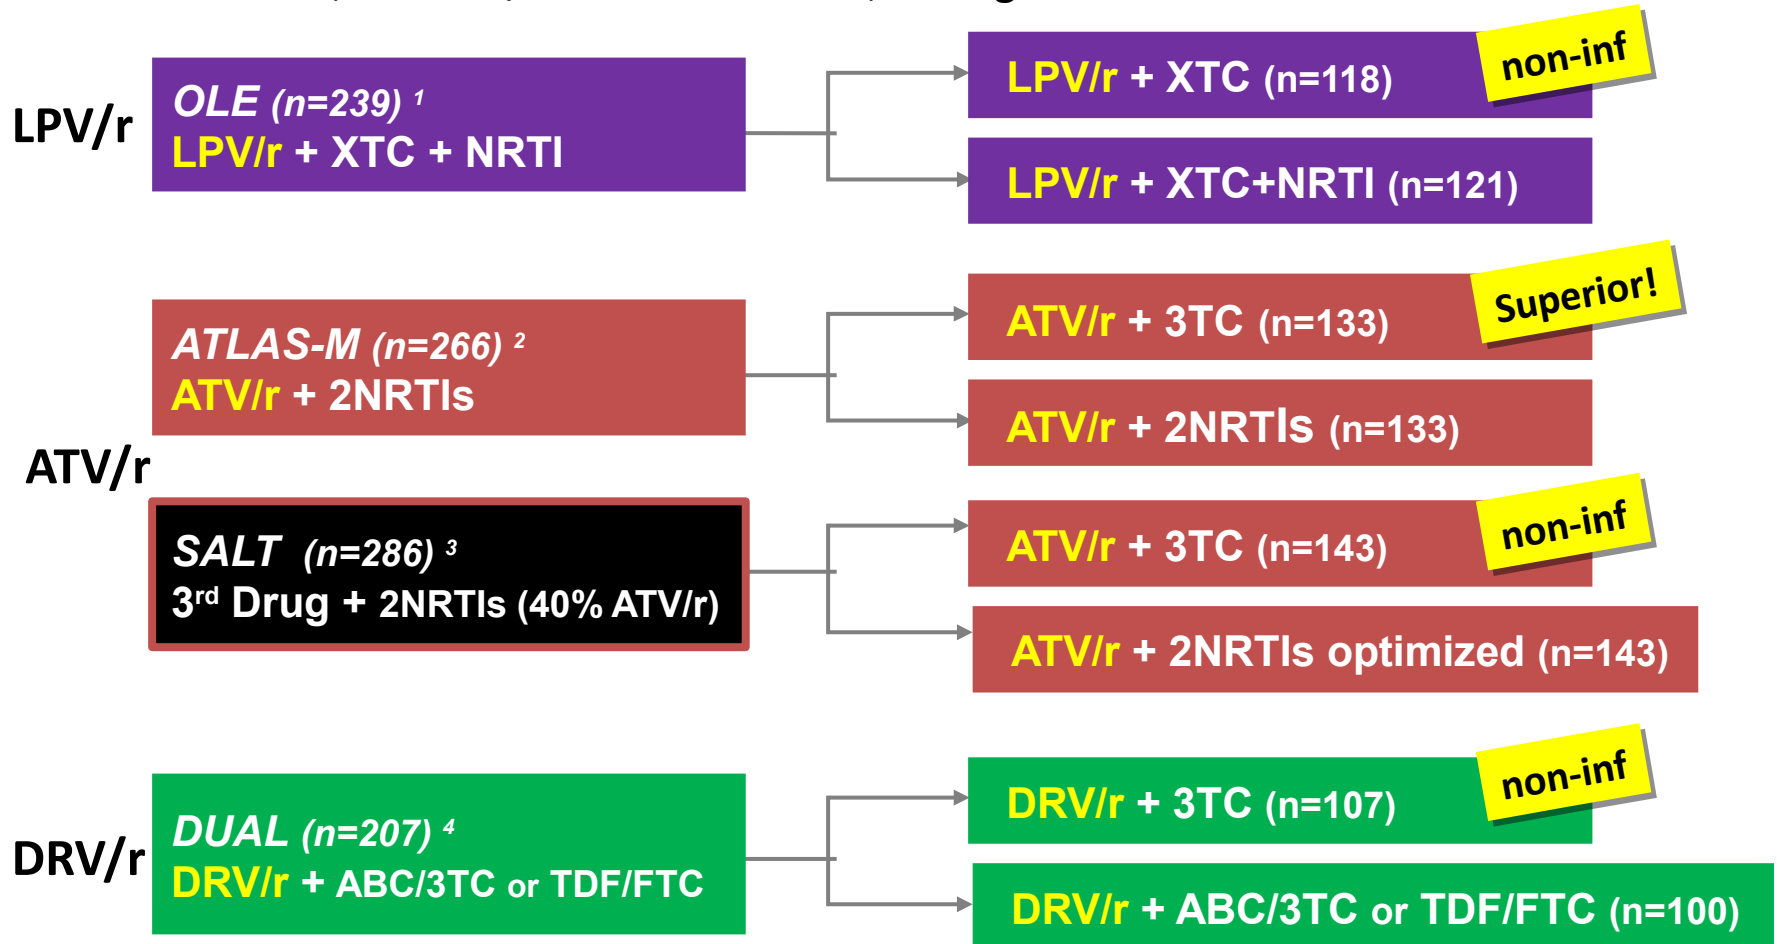 LPV/r
OLE (n=239) ¹
LPV/r + XTC + NRTI
LPV/r + XTC (n=118)
non-inf
LPV/r + XTC+NRTI (n=121)
ATV/r
ATLAS-M (n=266) ²
ATV/r + 2NRTIs
ATV/r + 3TC (n=133)
Superior!
ATV/r + 2NRTIs (n=133)
SALT (n=286) ³
3rd Drug + 2NRTIs (40% ATV/r)
ATV/r + 3TC (n=143)
non-inf
ATV/r + 2NRTIs optimized (n=143)
DRV/r
DUAL (n=207) ⁴
DRV/r + ABC/3TC or TDF/FTC
DRV/r + 3TC (n=107)
non-inf
DRV/r + ABC/3TC or TDF/FTC (n=100)